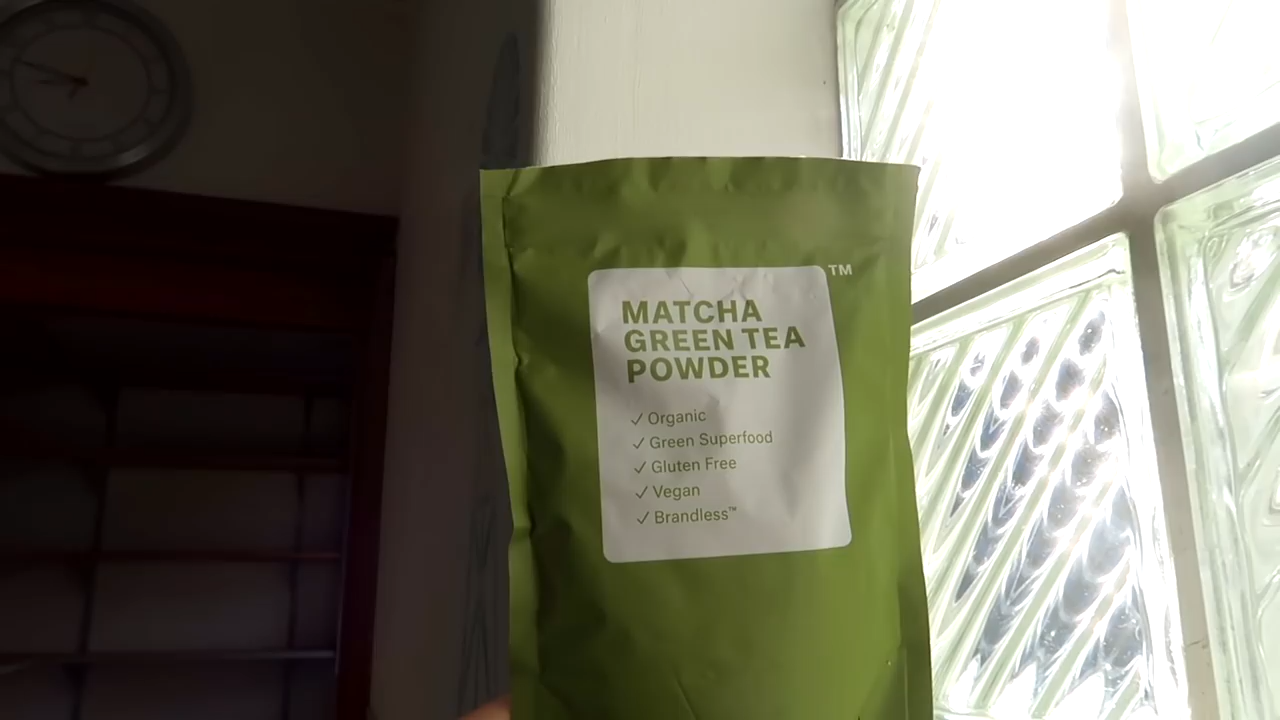 TM
MATCHA
GREEN TEA
POWDER
✓ Organic
✓ Green Superfood
✓ Gluten Free
✓ Vegan
✓ Brandless™